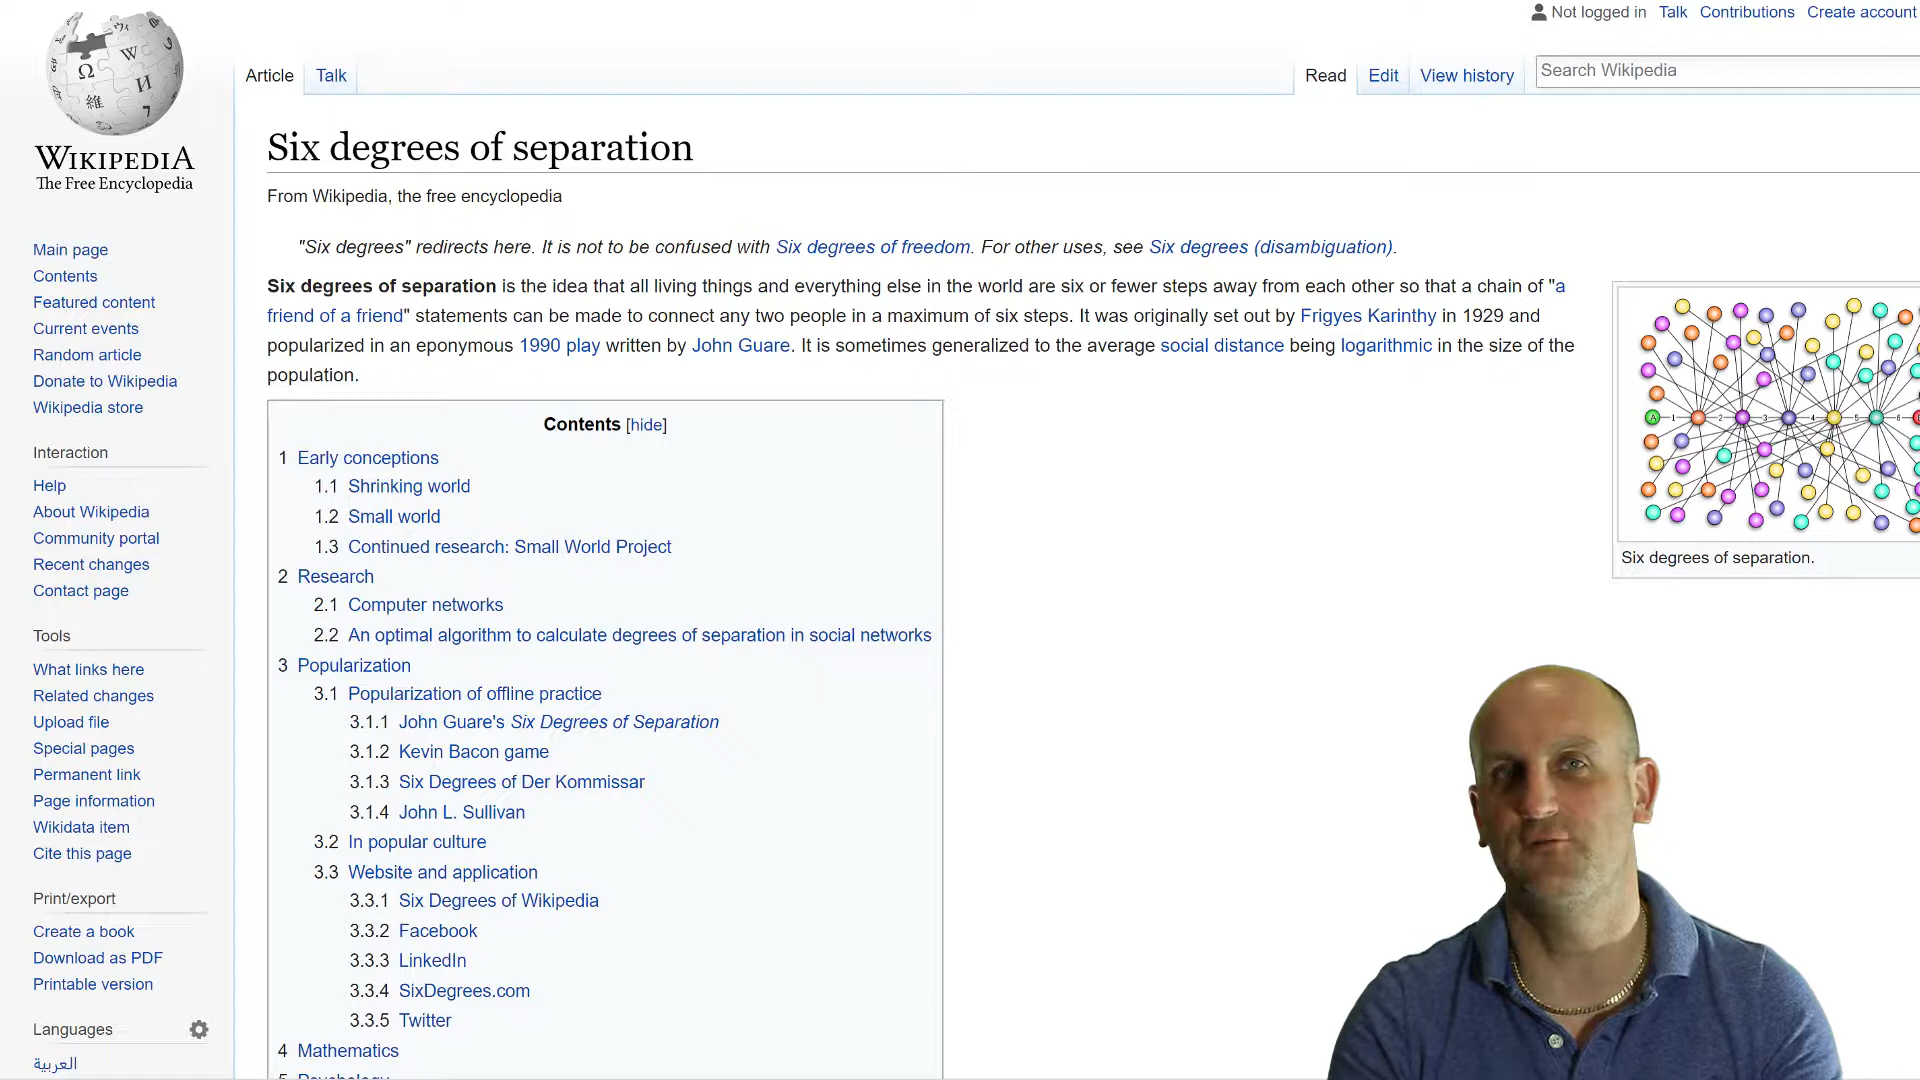 Not logged in Talk Contributions Create account
Article Talk Read Edit View history Search Wikipedia
WIKIPEDIA
The Free Encyclopedia
Main page
Contents
Featured content
Current events
Random article
Donate to Wikipedia
Wikipedia store
Interaction
Help
About Wikipedia
Community portal
Recent changes
Contact page
Tools
What links here
Related changes
Upload file
Special pages
Permanent link
Page information
Wikidata item
Cite this page
Print/export
Create a book
Download as PDF
Printable version
Languages
العربية
Six degrees of separation
From Wikipedia, the free encyclopedia
"Six degrees" redirects here. It is not to be confused with Six degrees of freedom. For other uses, see Six degrees (disambiguation).
Six degrees of separation is the idea that all living things and everything else in the world are six or fewer steps away from each other so that a chain of "a
friend of a friend" statements can be made to connect any two people in a maximum of six steps. It was originally set out by Frigyes Karinthy in 1929 and
popularized in an eponymous 1990 play written by John Guare. It is sometimes generalized to the average social distance being logarithmic in the size of the
population.
Contents [hide]
1 Early conceptions
1.1 Shrinking world
1.2 Small world
1.3 Continued research: Small World Project
2 Research
2.1 Computer networks
2.2 An optimal algorithm to calculate degrees of separation in social networks
3 Popularization
3.1 Popularization of offline practice
3.1.1 John Guare's Six Degrees of Separation
3.1.2 Kevin Bacon game
3.1.3 Six Degrees of Der Kommissar
3.1.4 John L. Sullivan
3.2 In popular culture
3.3 Website and application
3.3.1 Six Degrees of Wikipedia
3.3.2 Facebook
3.3.3 LinkedIn
3.3.4 SixDegrees.com
3.3.5 Twitter
4 Mathematics
5 Psychology
A 1 2 3 4 5 6
Six degrees of separation.